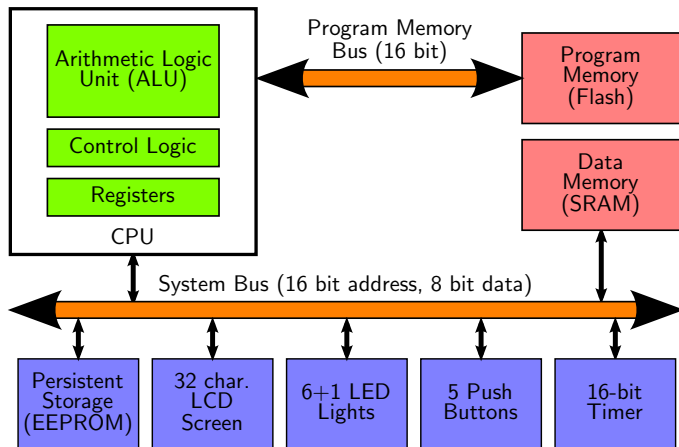 Arithmetic Logic
Unit (ALU)
Control Logic
Registers
CPU
Program Memory
Bus (16 bit)
Program
Memory
(Flash)
Data
Memory
(SRAM)
System Bus (16 bit address, 8 bit data)
Persistent
Storage
(EEPROM)
32 char.
LCD
Screen
6+1 LED
Lights
5 Push
Buttons
16-bit
Timer